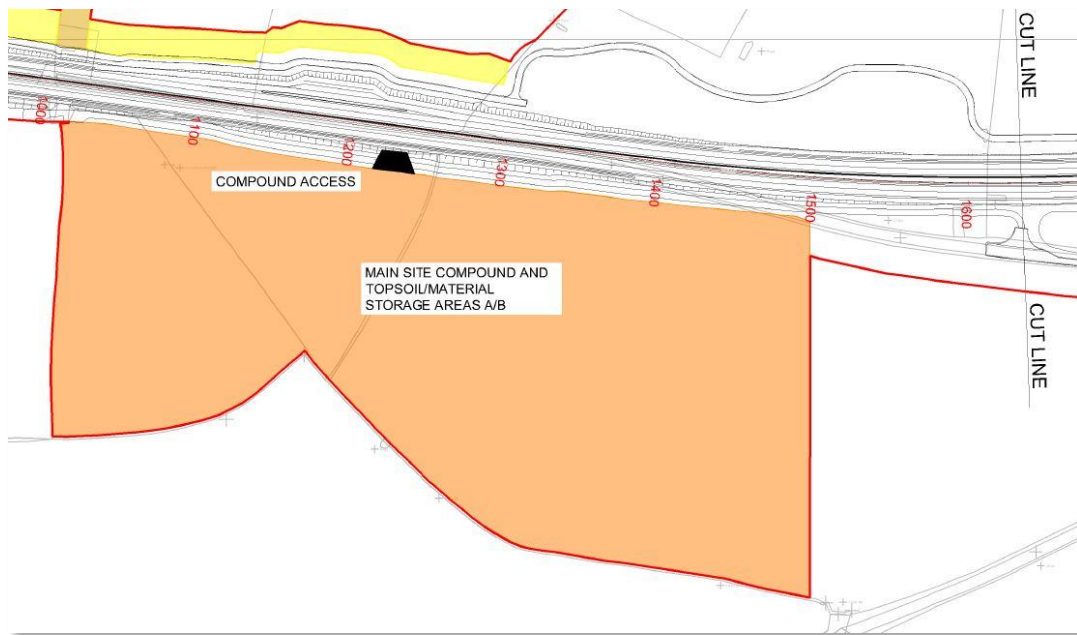 CUT LINE
1000
1100
1200
1300
1400
1500
1600
COMPOUND ACCESS
MAIN SITE COMPOUND AND
TOPSOIL/MATERIAL
STORAGE AREAS A/B
CUT LINE